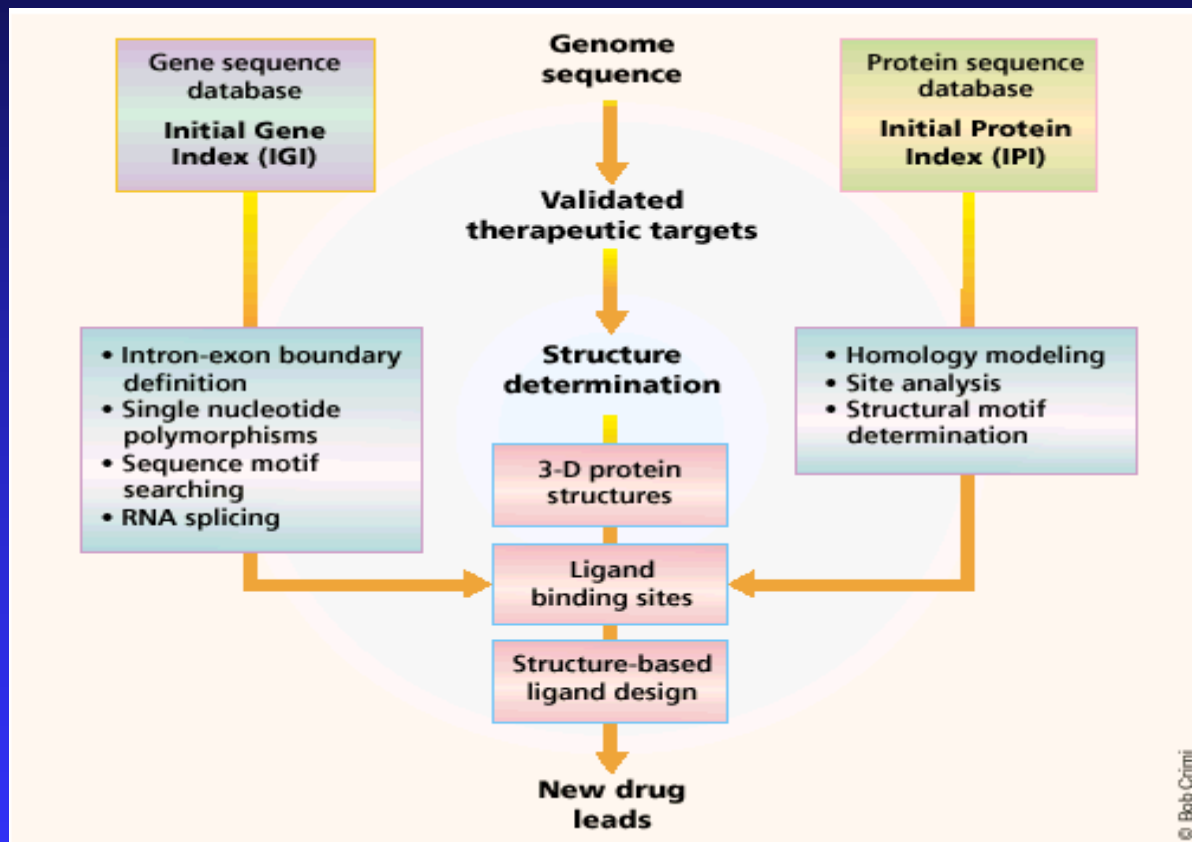 Gene sequence
database
Initial Gene
Index (IGI)
Genome
sequence
Protein sequence
database
Initial Protein
Index (IPI)
Validated
therapeutic targets
• Intron-exon boundary
definition
• Single nucleotide
polymorphisms
• Sequence motif
searching
• RNA splicing
Structure
determination
• Homology modeling
• Site analysis
• Structural motif
determination
3-D protein
structures
Ligand
binding sites
Structure-based
ligand design
New drug
leads
© Bob Crimi